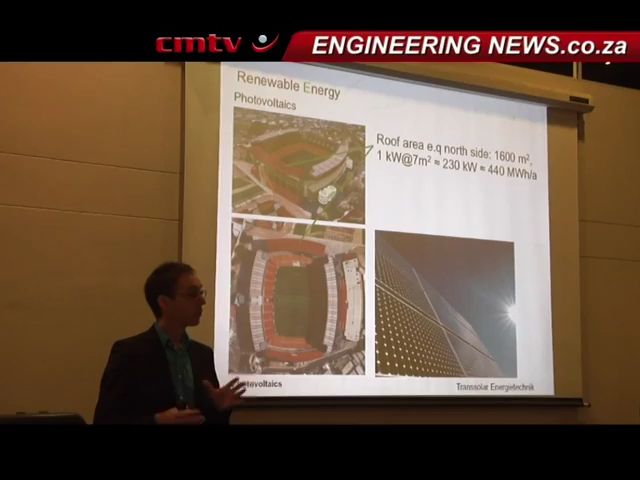 cmtv
ENGINEERING NEWS.co.za
Renewable Energy
Photovoltaics
Roof area e.q north side: 1600 m²,
1 kW@7m² = 230 kW = 440 MWh/a
Transsolar Energietechnik